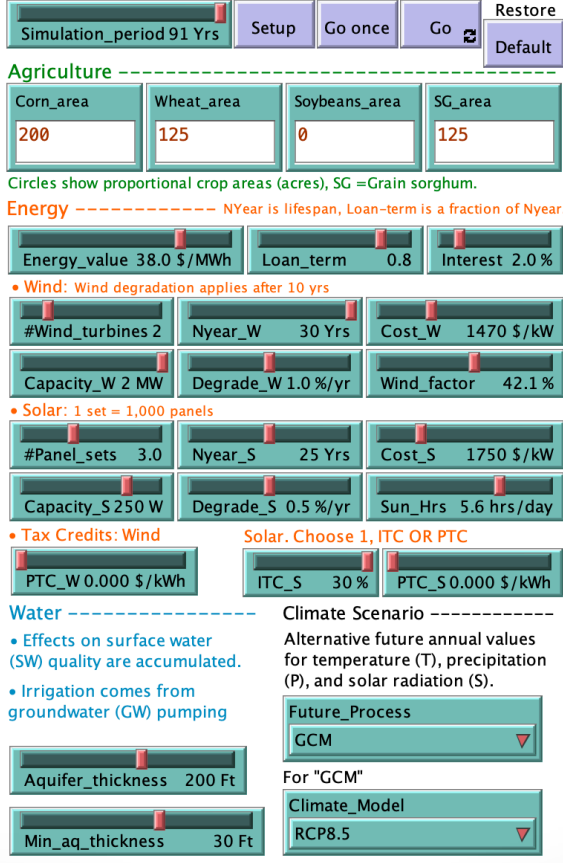 Restore
Simulation_period 91 Yrs
Setup
Go once
Go
Default
Agriculture
Corn_area
Wheat_area
Soybeans_area
SG_area
200
125
0
125
Circles show proportional crop areas (acres), SG =Grain sorghum.
Energy
NYear is lifespan, Loan-term is a fraction of Nyear
Energy_value 38.0 $/MWh
Loan_term 0.8
Interest 2.0 %
• Wind: Wind degradation applies after 10 yrs
#Wind_turbines 2
Nyear_W 30 Yrs
Cost_W 1470 $/kW
Capacity_W 2 MW
Degrade_W 1.0 %/yr
Wind_factor 42.1 %
• Solar: 1 set = 1,000 panels
#Panel_sets 3.0
Nyear_S 25 Yrs
Cost_S 1750 $/kW
Capacity_S 250 W
Degrade_S 0.5 %/yr
Sun_Hrs 5.6 hrs/day
• Tax Credits: Wind
Solar. Choose 1, ITC OR PTC
PTC_W 0.000 $/kWh
ITC_S 30 %
PTC_S 0.000 $/kWh
Water
• Effects on surface water
(SW) quality are accumulated.
• Irrigation comes from
groundwater (GW) pumping
Aquifer_thickness 200 Ft
Min_aq_thickness 30 Ft
Climate Scenario
Alternative future annual values
for temperature (T), precipitation
(P), and solar radiation (S).
Future_Process
GCM
For "GCM"
Climate_Model
RCP8.5